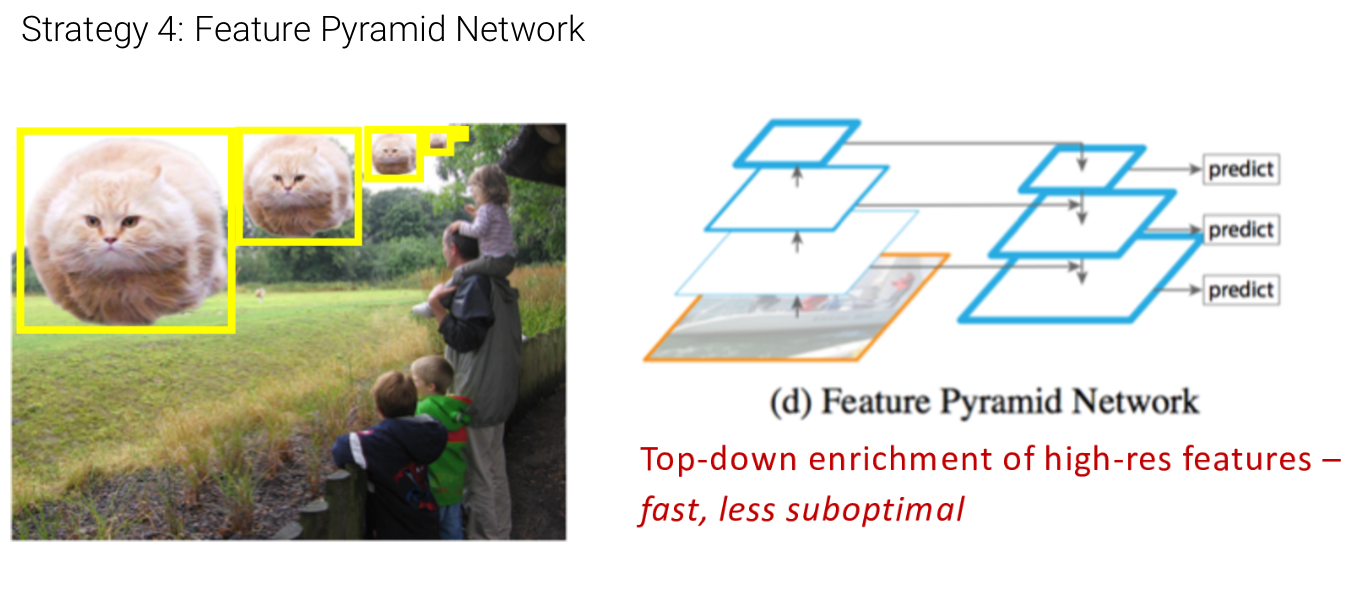 Strategy 4: Feature Pyramid Network
predict
predict
predict
(d) Feature Pyramid Network
Top-down enrichment of high-res features –
fast, less suboptimal